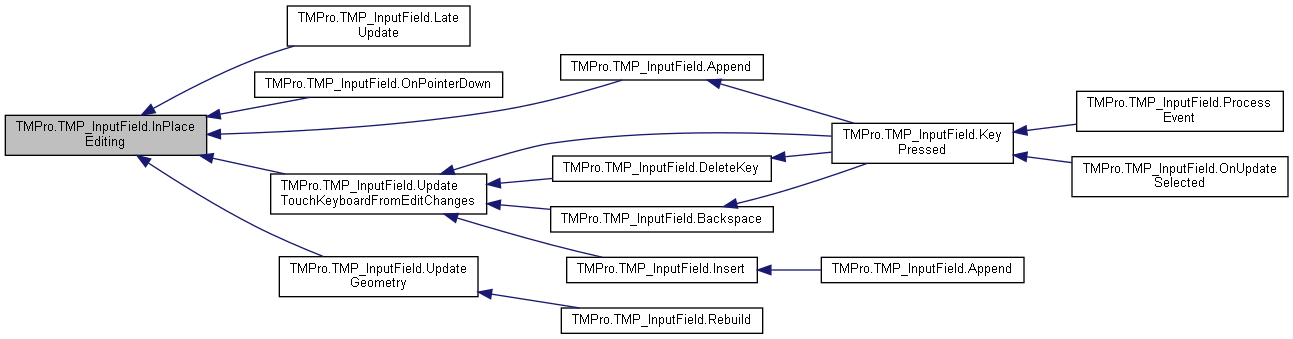 TMPro.TMP_InputField.Late
Update
TMPro.TMP_InputField.Append
TMPro.TMP_InputField.OnPointerDown
TMPro.TMP_InputField.InPlace
Editing
TMPro.TMP_InputField.Key
Pressed
TMPro.TMP_InputField.Process
Event
TMPro.TMP_InputField.OnUpdate
Selected
TMPro.TMP_InputField.DeleteKey
TMPro.TMP_InputField.Update
TouchKeyboardFromEditChanges
TMPro.TMP_InputField.Backspace
TMPro.TMP_InputField.Insert
TMPro.TMP_InputField.Append
TMPro.TMP_InputField.Update
Geometry
TMPro.TMP_InputField.Rebuild